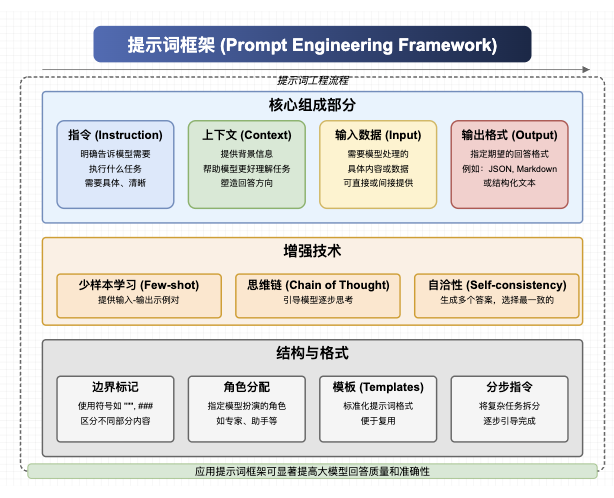 提示词框架 (Prompt Engineering Framework)
提示词工程流程
核心组成部分
指令 (Instruction)
明确告诉模型需要
执行什么任务
需要具体、清晰
上下文 (Context)
提供背景信息
帮助模型更好理解任务
塑造回答方向
输入数据 (Input)
需要模型处理的
具体内容或数据
可直接或间接提供
输出格式 (Output)
指定期望的回答格式
例如：JSON, Markdown
或结构化文本
增强技术
少样本学习 (Few-shot)
提供输入-输出示例对
思维链 (Chain of Thought)
引导模型逐步思考
自洽性 (Self-consistency)
生成多个答案，选择最一致的
结构与格式
边界标记
使用符号如 """, ###
区分不同部分内容
角色分配
指定模型扮演的角色
如专家、助手等
模板 (Templates)
标准化提示词格式
便于复用
分步指令
将复杂任务拆分
逐步引导完成
应用提示词框架可显著提高大模型回答质量和准确性